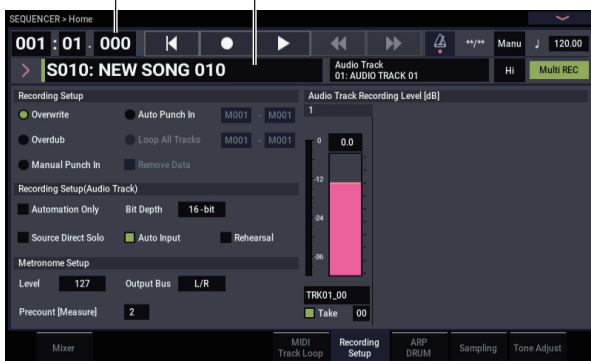 SEQUENCER > Home
001 : 01 . 000
**/** Manu ♩ 120.00
S010: NEW SONG 010
Audio Track
01: AUDIO TRACK 01
Hi Multi REC
Recording Setup
Overwrite Auto Punch In M001 - M001
Overdub Loop All Tracks M001 - M001
Manual Punch In Remove Data
Recording Setup(Audio Track)
Automation Only Bit Depth 16-bit
Source Direct Solo Auto Input Rehearsal
Metronome Setup
Level 127 Output Bus L/R
Precount [Measure] 2
Audio Track Recording Level [dB]
1
0 0.0
-12
-24
-36
TRK01_00
Take 00
Mixer
MIDI
Track Loop
Recording
Setup
ARP
DRUM
Sampling
Tone Adjust